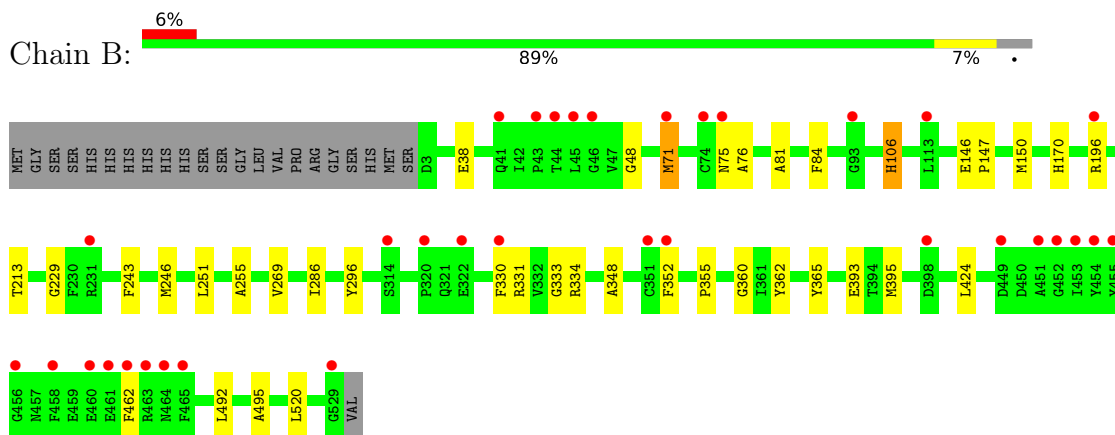 6%
Chain B:
89% 7% •
MET GLY SER SER HIS HIS HIS HIS HIS HIS SER SER GLY LEU VAL PRO ARG GLY SER HIS MET SER D3 E38 Q41 I42 P43 T44 L45 G46 V47 G48 M71 C74 N75 A76 A81 F84 G93 H106 L113 E146 P147 M150 H170 R196
T213 G229 F230 R231 F243 M246 L251 A255 V269 I286 Y296 S314 P320 Q321 E322 F330 R331 V332 G333 R334 A348 C351 F352 P355 G360 I361 Y362 Y365 E393 T394 M395 D398 L424 D449 D450 A451 G452 I453 Y454 Y455
G456 N457 F458 E459 E460 E461 F462 R463 N464 F465 L492 A495 L520 G529 VAL